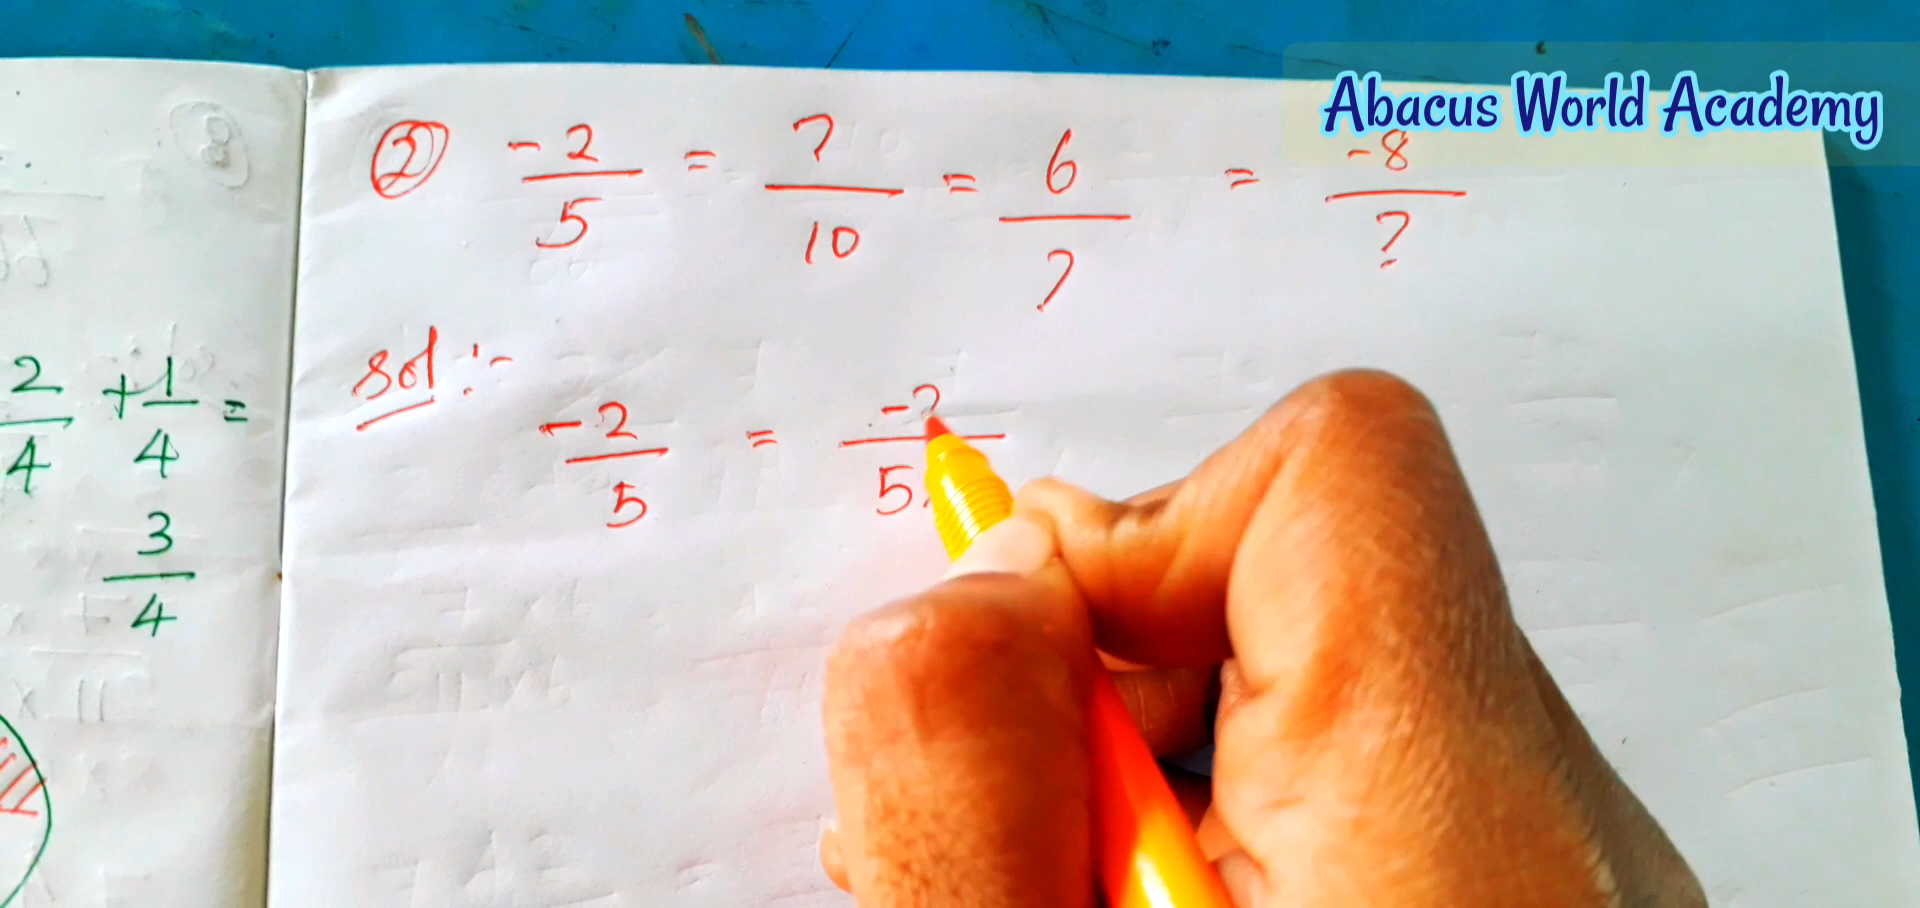 Abacus World Academy
② -2/5 = ?/10 = 6/? = -8/?
Sol :-
-2/5 = -2/5
2/4 + 1/4 =
3/4